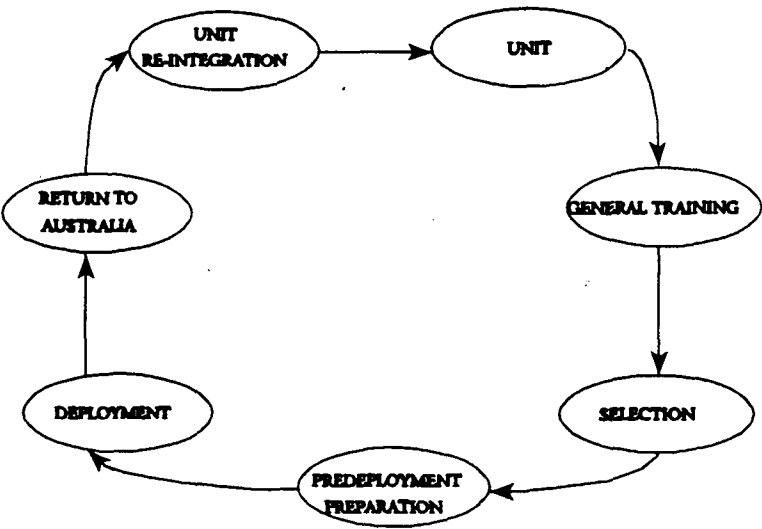 UNIT
RE-INTEGRATION
UNIT
RETURN TO
AUSTRALIA
GENERAL TRAINING
DEPLOYMENT
SELECTION
PREDEPLOYMENT
PREPARATION